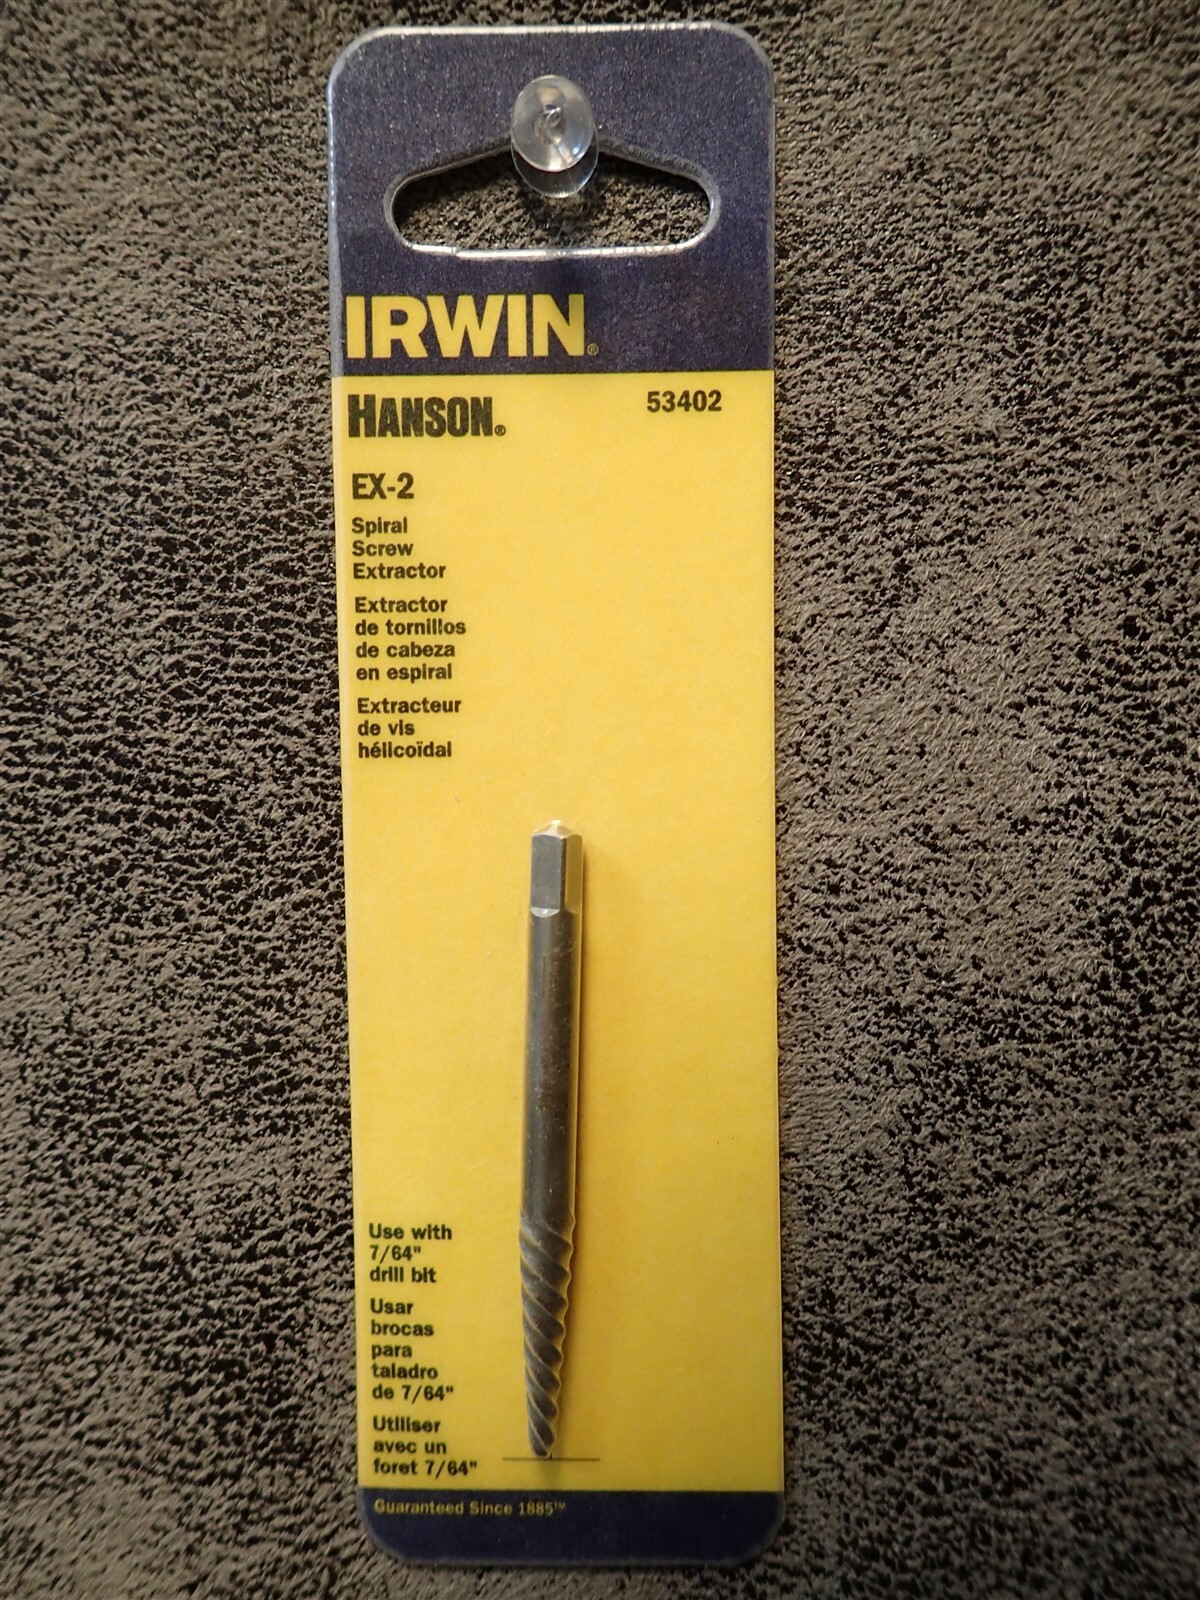 IRWIN®
HANSON®
53402
EX-2
Spiral
Screw
Extractor
Extractor
de tornillos
de cabeza
en espiral
Extracteur
de vis
hélicoïdal
Use with
7/64"
drill bit
Usar
brocas
para
taladro
de 7/64"
Utiliser
avec un
foret 7/64"
Guaranteed Since 1885™